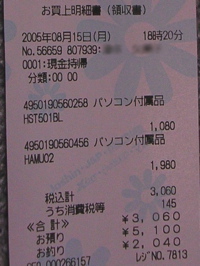 お買上明細書(領収書)
2005年08月15日(月) 18時20分
No.56659 807939:
0001:現金持帰
分類:00 00
4950190560258 パソコン付属品
HST501BL 1,080
4950190560456 パソコン付属品
HAMU02 1,980
税込計 3,060
うち消費税等 145
≪合計≫ ¥3,060
お預り ¥5,100
お釣り ¥2,040
000266157 レジNO.7813